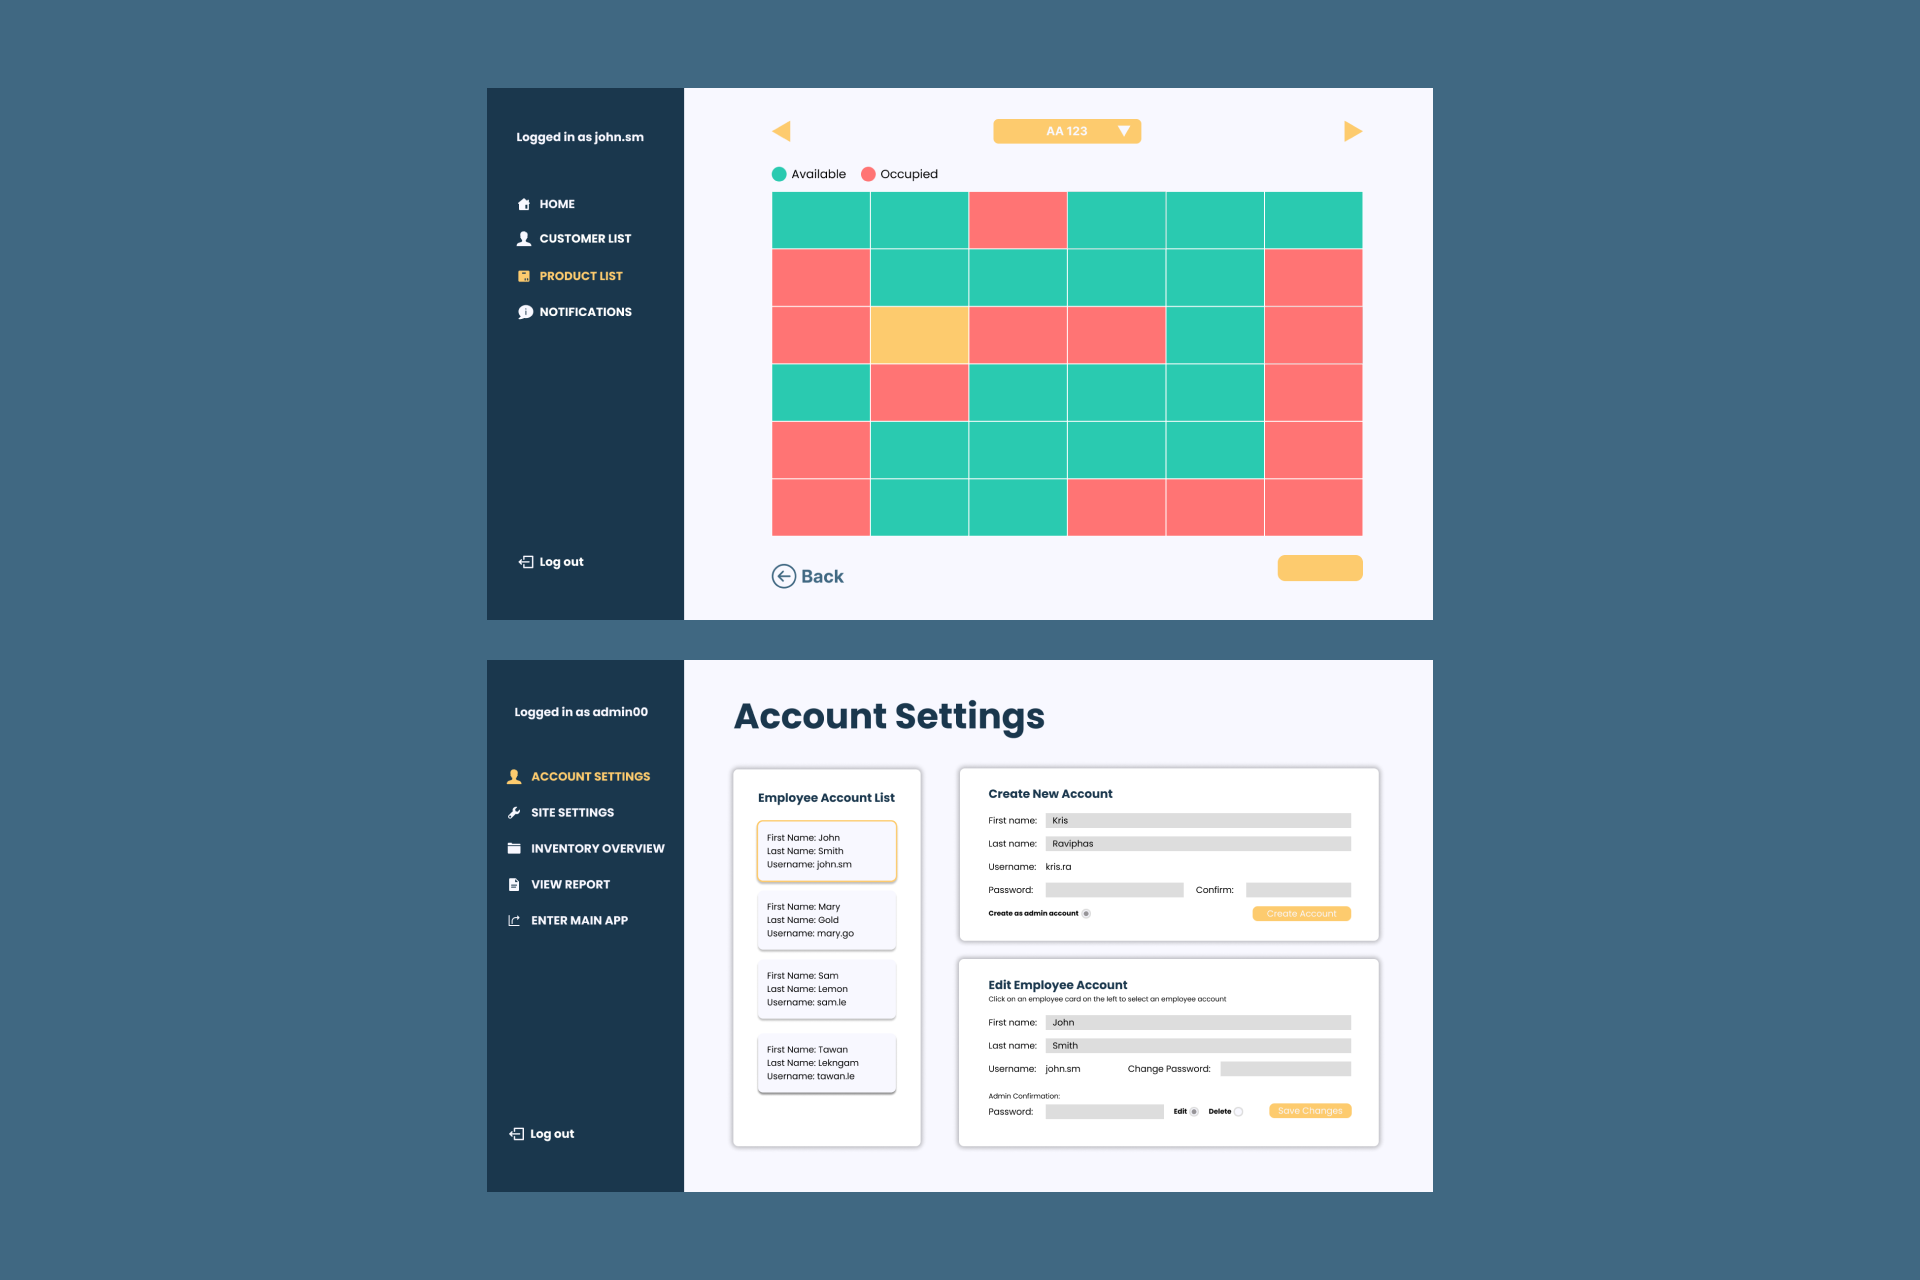 Logged in as john.sm
HOME
CUSTOMER LIST
PRODUCT LIST
NOTIFICATIONS
Log out
AA 123
Available
Occupied
Back
Logged in as admin00
ACCOUNT SETTINGS
SITE SETTINGS
INVENTORY OVERVIEW
VIEW REPORT
ENTER MAIN APP
Log out
Account Settings
Employee Account List
First Name: John
Last Name: Smith
Username: john.sm
First Name: Mary
Last Name: Gold
Username: mary.go
First Name: Sam
Last Name: Lemon
Username: sam.le
First Name: Tawan
Last Name: Lekngam
Username: tawan.le
Create New Account
First name: Kris
Last name: Raviphas
Username: kris.ra
Password: Confirm:
Create as admin account Create Account
Edit Employee Account
Click on an employee card on the left to select an employee account
First name: John
Last name: Smith
Username: john.sm Change Password:
Admin Confirmation:
Password: Edit Delete Save Changes